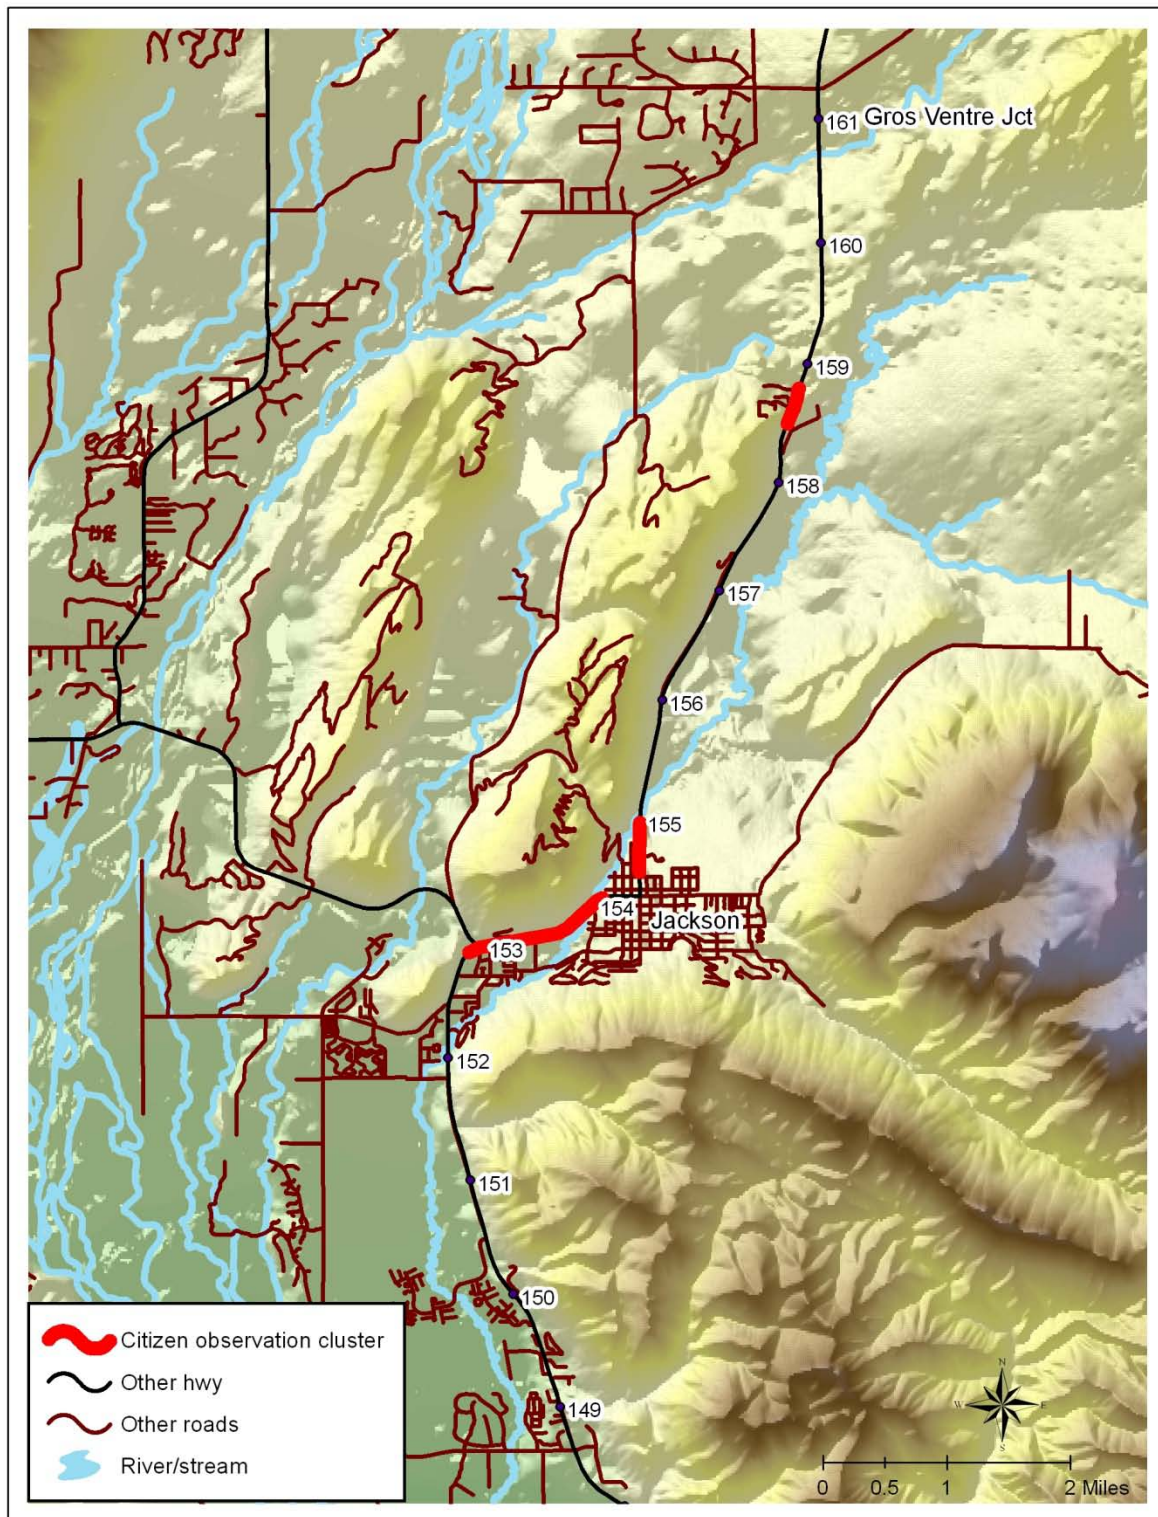 161 Gros Ventre Jct
160
159
158
157
156
155
154
Jackson
153
152
151
150
149
Citizen observation cluster
Other hwy
Other roads
River/stream
N
W E
S
0 0.5 1 2 Miles